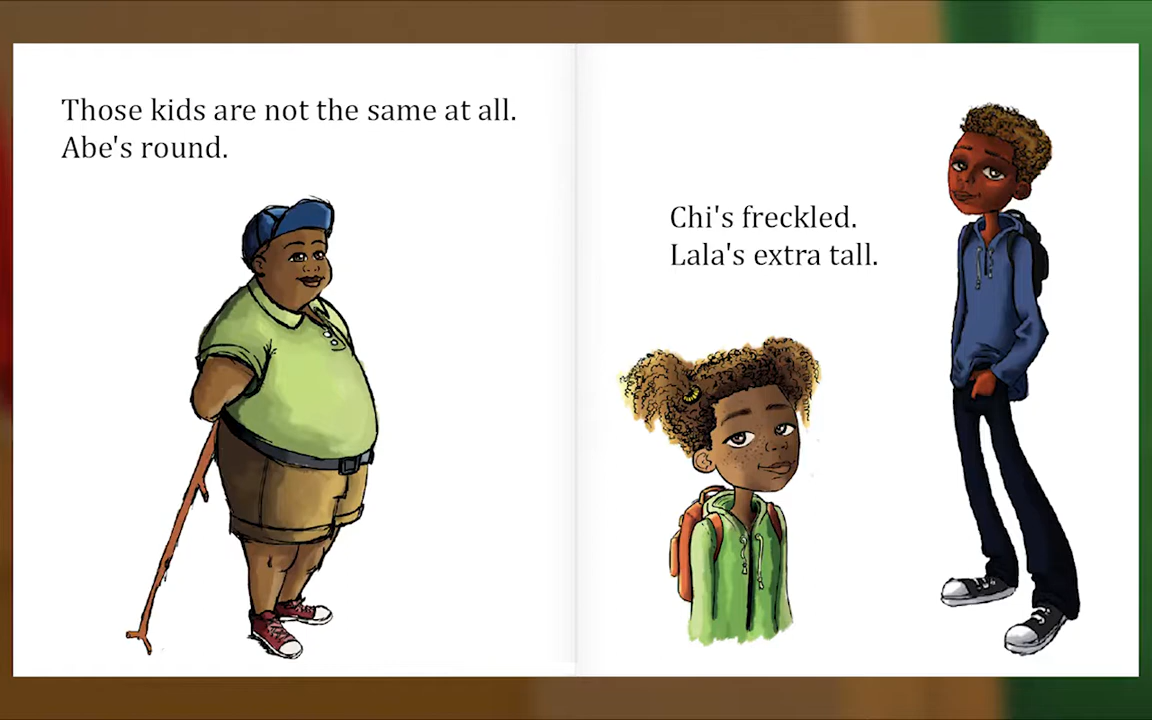 Those kids are not the same at all.
Abe's round.
Chi's freckled.
Lala's extra tall.